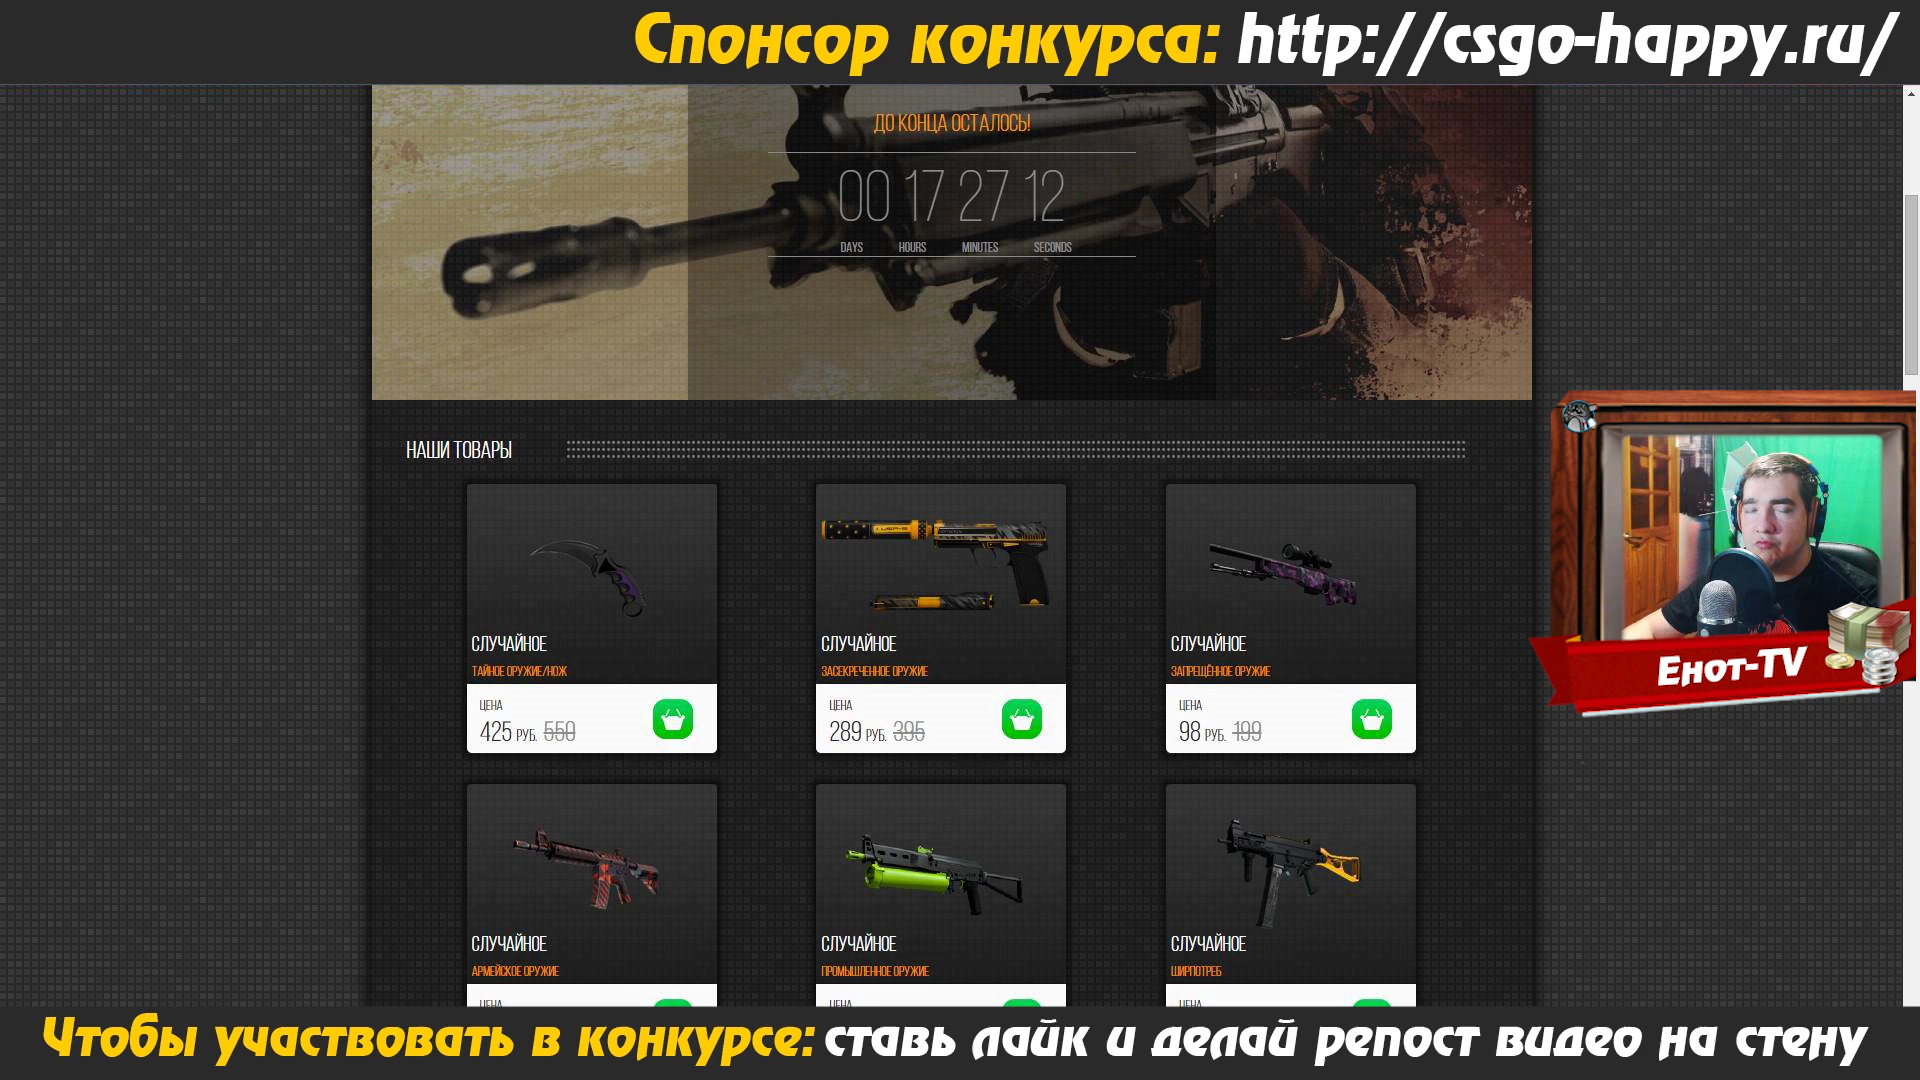 Спонсор конкурса: http://csgo-happy.ru/
ДО КОНЦА ОСТАЛОСЬ!
00 17 27 12
DAYS HOURS MINUTES SECONDS
НАШИ ТОВАРЫ
СЛУЧАЙНОЕ
ТАЙНОЕ ОРУЖИЕ/НОЖ
ЦЕНА
425 РУБ. 550
СЛУЧАЙНОЕ
ЗАСЕКРЕЧЕННОЕ ОРУЖИЕ
ЦЕНА
289 РУБ. 395
СЛУЧАЙНОЕ
ЗАПРЕЩЁННОЕ ОРУЖИЕ
ЦЕНА
98 РУБ. 199
Енот-TV
СЛУЧАЙНОЕ
АРМЕЙСКОЕ ОРУЖИЕ
ЦЕНА
СЛУЧАЙНОЕ
ПРОМЫШЛЕННОЕ ОРУЖИЕ
ЦЕНА
СЛУЧАЙНОЕ
ШИРПОТРЕБ
ЦЕНА
Чтобы участвовать в конкурсе: ставь лайк и делай репост видео на стену